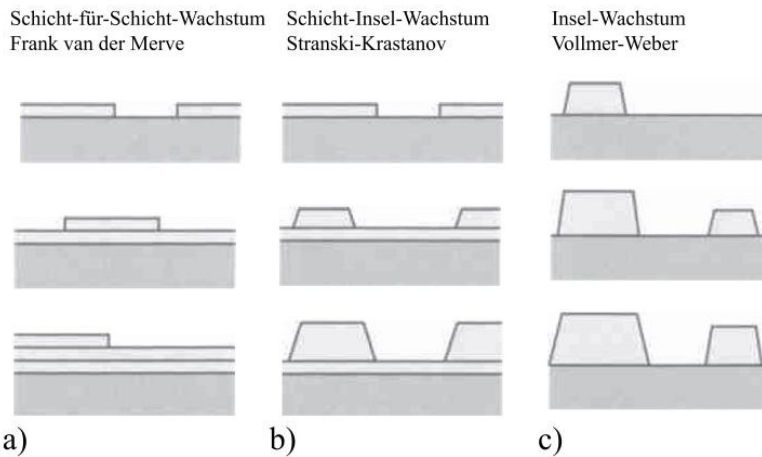 Schicht-für-Schicht-Wachstum
Frank van der Merve
Schicht-Insel-Wachstum
Stranski-Krastanov
Insel-Wachstum
Vollmer-Weber
a)
b)
c)